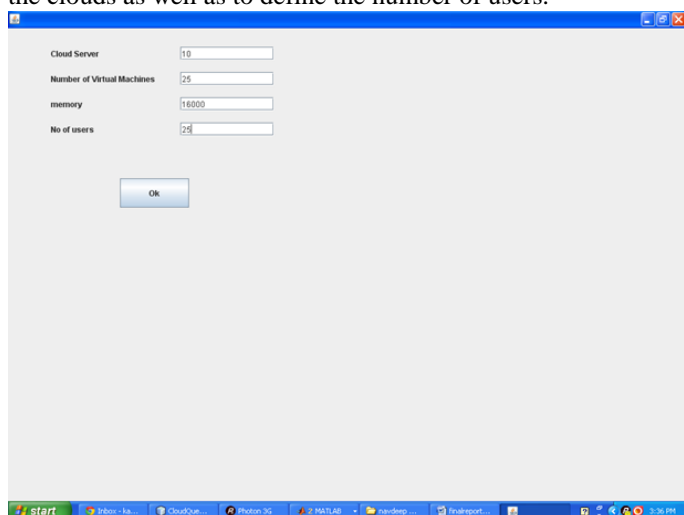 the clouds as well as to define the number of users.
Cloud Server 10
Number of Virtual Machines 25
memory 16000
No of users 25
Ok
start Inbox - ka... CloudQue... Photon 3G 2 MATLAB navdeep ... finalreport... 3:36 PM